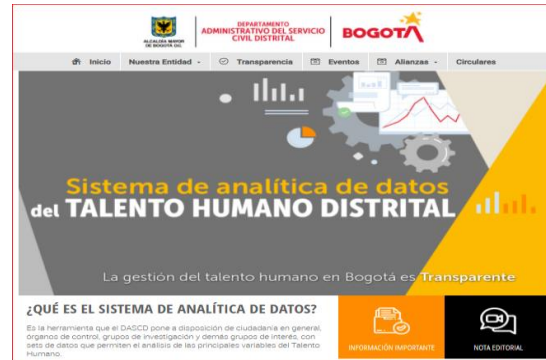 ALCALDÍA MAYOR
DE BOGOTÁ D.C.
DEPARTAMENTO
ADMINISTRATIVO DEL SERVICIO
CIVIL DISTRITAL
BOGOTÁ
Inicio Nuestra Entidad Transparencia Eventos Alianzas Circulares
Sistema de analítica de datos
del TALENTO HUMANO DISTRITAL
La gestión del talento humano en Bogotá es Transparente
¿QUÉ ES EL SISTEMA DE ANALÍTICA DE DATOS?
Es la herramienta que el DASCD pone a disposición de ciudadanía en general,
órganos de control, grupos de investigación y demás grupos de interés, con
sets de datos que permiten el análisis de las principales variables del Talento
Humano.
INFORMACIÓN IMPORTANTE
NOTA EDITORIAL